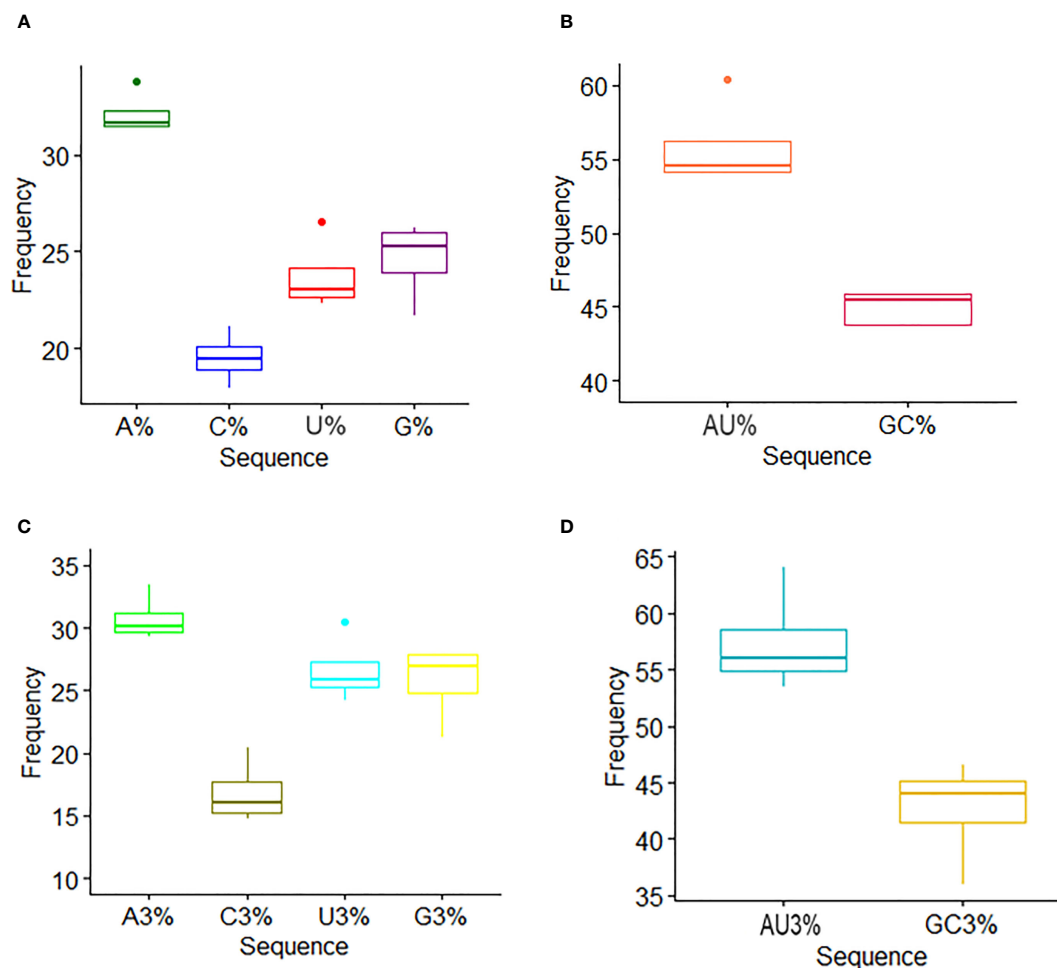 A
Frequency
30
25
20
A% C% U% G%
Sequence
B
Frequency
60
55
50
45
40
AU% GC%
Sequence
C
Frequency
35
30
25
20
15
10
A3% C3% U3% G3%
Sequence
D
Frequency
65
60
55
50
45
40
35
AU3% GC3%
Sequence